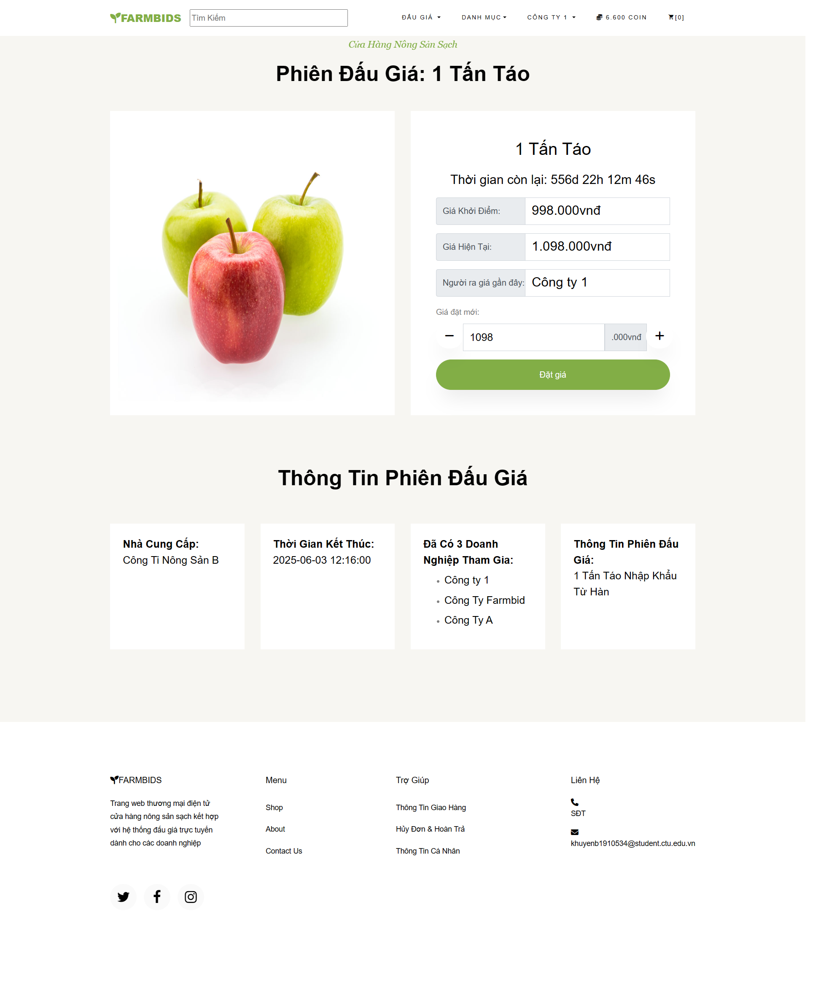 FARMBIDS
Tìm Kiếm
ĐẤU GIÁ
DANH MỤC
CÔNG TY 1
6.600 COIN
[0]
Cửa Hàng Nông Sản Sạch
Phiên Đấu Giá: 1 Tấn Táo
1 Tấn Táo
Thời gian còn lại: 556d 22h 12m 46s
Giá Khởi Điểm: 998.000vnđ
Giá Hiện Tại: 1.098.000vnđ
Người ra giá gần đây: Công ty 1
Giá đặt mới:
1098 .000vnđ
Đặt giá
Thông Tin Phiên Đấu Giá
Nhà Cung Cấp:
Công Ti Nông Sản B
Thời Gian Kết Thúc:
2025-06-03 12:16:00
Đã Có 3 Doanh
Nghiệp Tham Gia:
Công ty 1
Công Ty Farmbid
Công Ty A
Thông Tin Phiên Đấu
Giá:
1 Tấn Táo Nhập Khẩu
Từ Hàn
FARMBIDS
Trang web thương mại điện tử
cửa hàng nông sản sạch kết hợp
với hệ thống đấu giá trực tuyến
dành cho các doanh nghiệp
Menu
Shop
About
Contact Us
Trợ Giúp
Thông Tin Giao Hàng
Hủy Đơn & Hoàn Trả
Thông Tin Cá Nhân
Liên Hệ
SĐT
khuyenb1910534@student.ctu.edu.vn